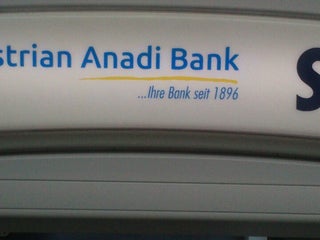 strian Anadi Bank
...Ihre Bank seit 1896
S